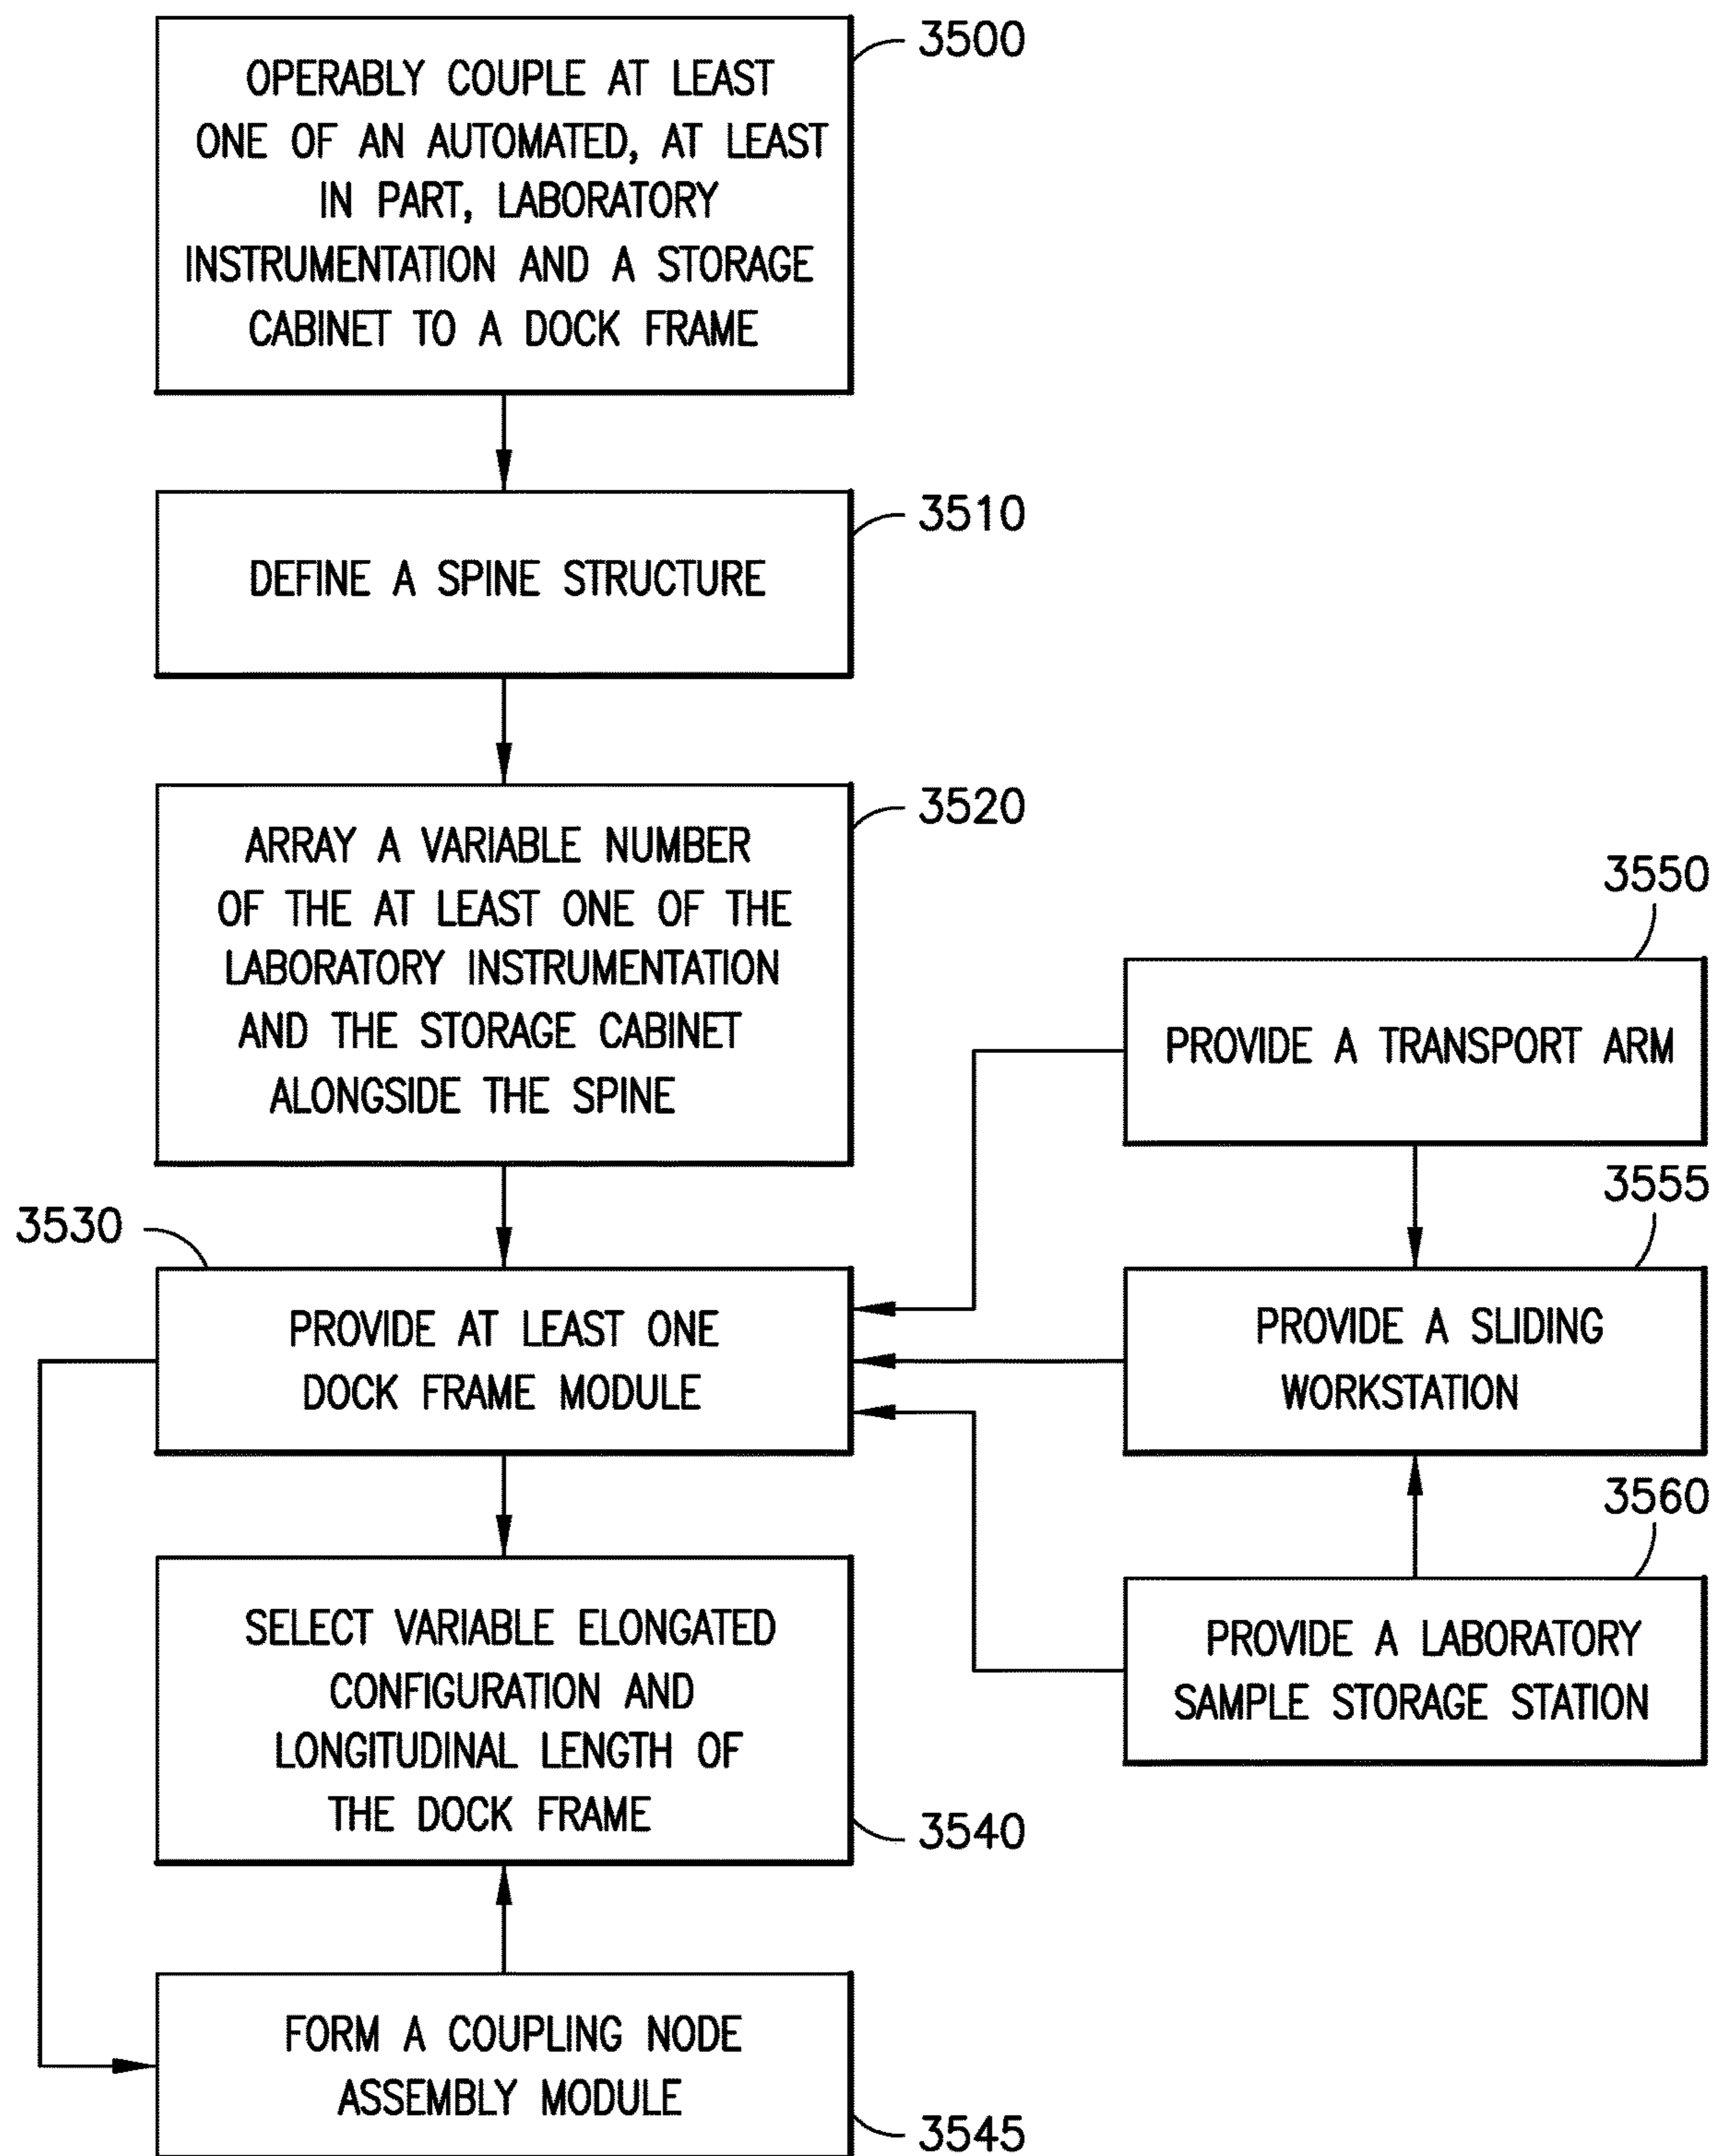 3500
OPERABLY COUPLE AT LEAST
ONE OF AN AUTOMATED, AT LEAST
IN PART, LABORATORY
INSTRUMENTATION AND A STORAGE
CABINET TO A DOCK FRAME
3510
DEFINE A SPINE STRUCTURE
3520
ARRAY A VARIABLE NUMBER
OF THE AT LEAST ONE OF THE
LABORATORY INSTRUMENTATION
AND THE STORAGE CABINET
ALONGSIDE THE SPINE
3530
PROVIDE AT LEAST ONE
DOCK FRAME MODULE
SELECT VARIABLE ELONGATED
CONFIGURATION AND
LONGITUDINAL LENGTH OF
THE DOCK FRAME
3540
FORM A COUPLING NODE
ASSEMBLY MODULE
3545
3550
PROVIDE A TRANSPORT ARM
3555
PROVIDE A SLIDING
WORKSTATION
3560
PROVIDE A LABORATORY
SAMPLE STORAGE STATION